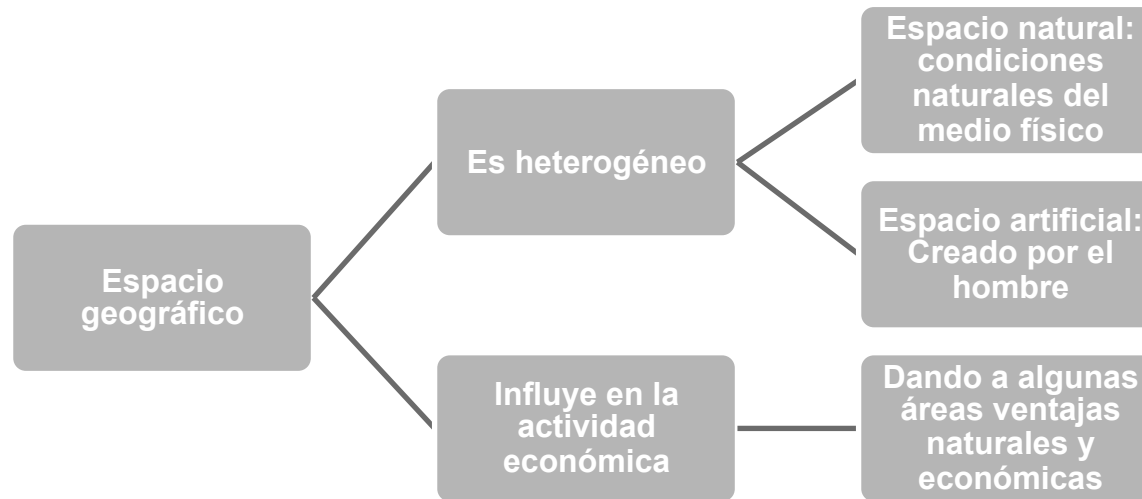 Espacio
geográfico
Es heterogéneo
Espacio natural:
condiciones
naturales del
medio físico
Espacio artificial:
Creado por el
hombre
Influye en la
actividad
económica
Dando a algunas
áreas ventajas
naturales y
económicas